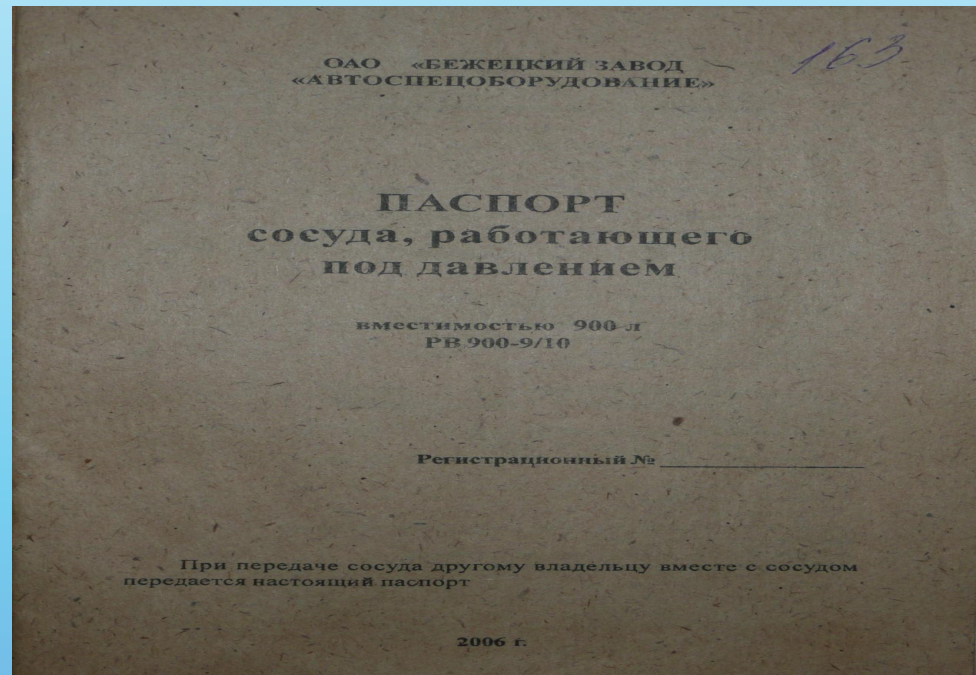 163
ОАО «БЕЖЕЦКИЙ ЗАВОД
«АВТОСПЕЦОБОРУДОВАНИЕ»
ПАСПОРТ
сосуда, работающего
под давлением
вместимостью 900 л
РВ 900-9/10
Регистрационный №
При передаче сосуда другому владельцу вместе с сосудом
передается настоящий паспорт
2006 г.